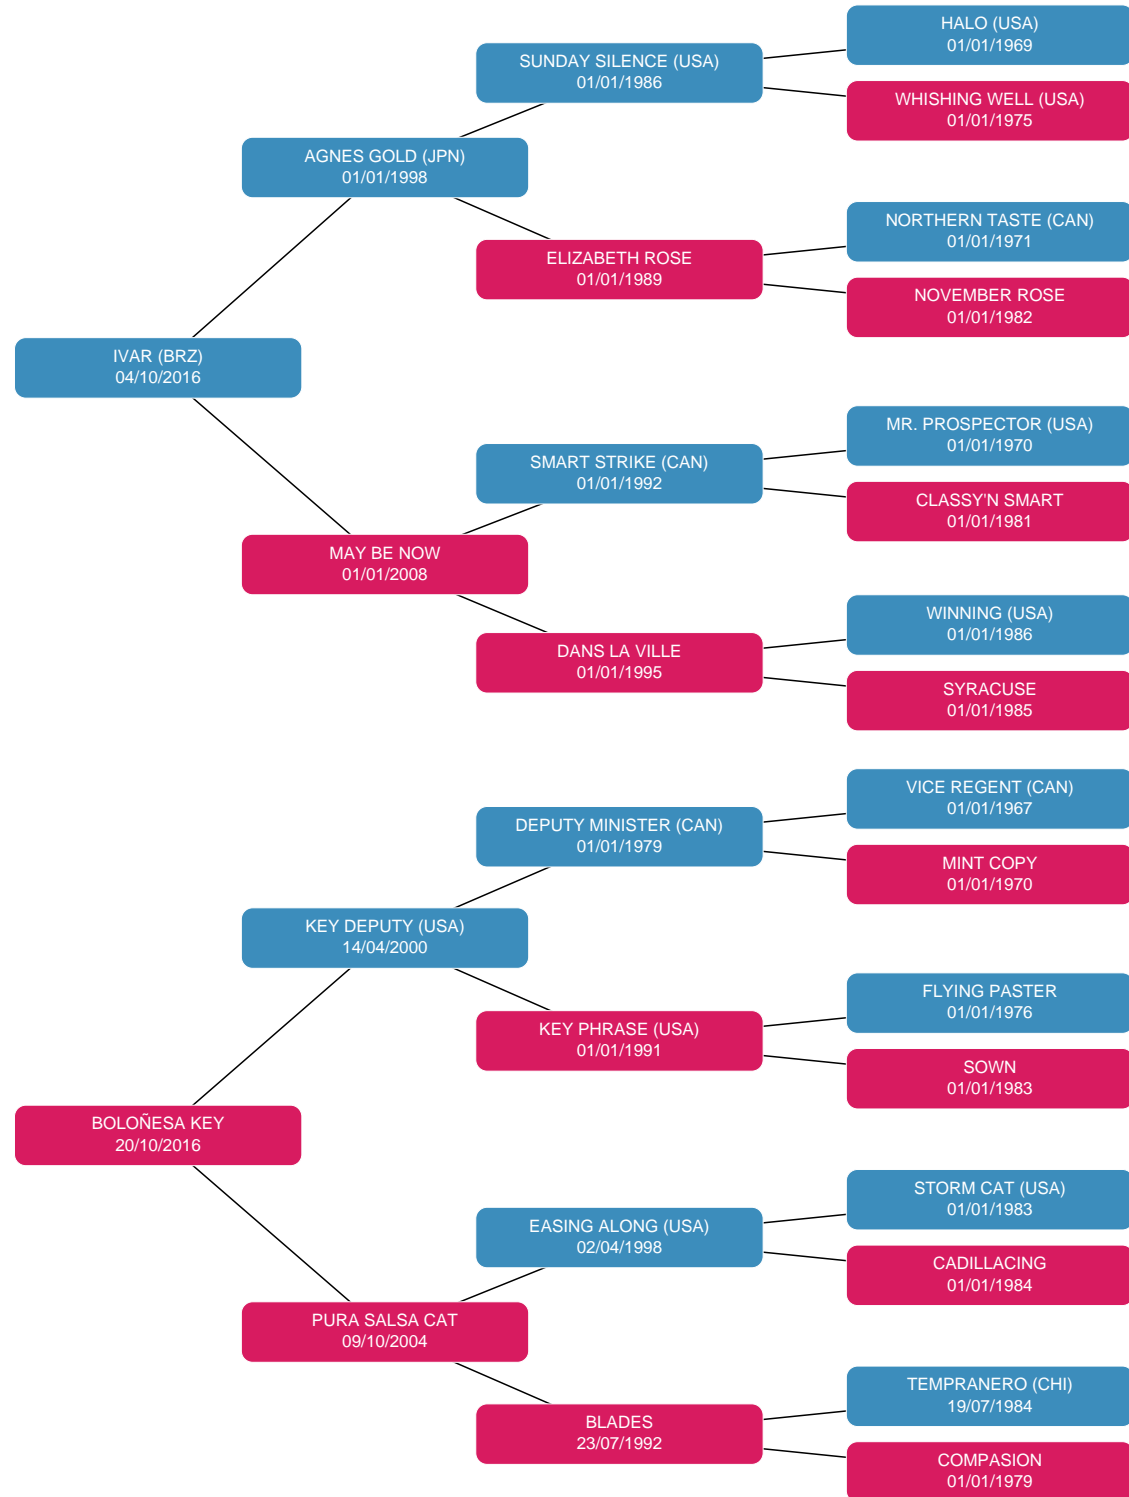 HALO (USA)
01/01/1969
SUNDAY SILENCE (USA)
01/01/1986
WHISHING WELL (USA)
01/01/1975
AGNES GOLD (JPN)
01/01/1998
NORTHERN TASTE (CAN)
01/01/1971
ELIZABETH ROSE
01/01/1989
NOVEMBER ROSE
01/01/1982
IVAR (BRZ)
04/10/2016
MR. PROSPECTOR (USA)
01/01/1970
SMART STRIKE (CAN)
01/01/1992
CLASSY'N SMART
01/01/1981
MAY BE NOW
01/01/2008
WINNING (USA)
01/01/1986
DANS LA VILLE
01/01/1995
SYRACUSE
01/01/1985
VICE REGENT (CAN)
01/01/1967
DEPUTY MINISTER (CAN)
01/01/1979
MINT COPY
01/01/1970
KEY DEPUTY (USA)
14/04/2000
FLYING PASTER
01/01/1976
KEY PHRASE (USA)
01/01/1991
SOWN
01/01/1983
BOLOÑESA KEY
20/10/2016
STORM CAT (USA)
01/01/1983
EASING ALONG (USA)
02/04/1998
CADILLACING
01/01/1984
PURA SALSA CAT
09/10/2004
TEMPRANERO (CHI)
19/07/1984
BLADES
23/07/1992
COMPASION
01/01/1979